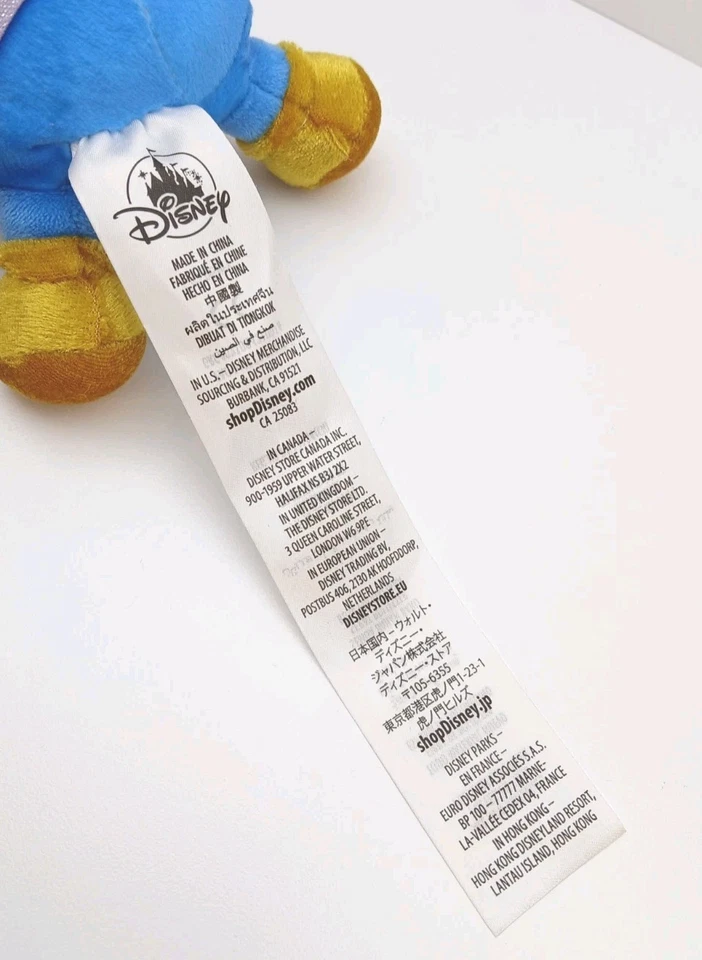 Disney
MADE IN CHINA
FABRIQUÉ EN CHINE
HECHO EN CHINA
中國製
ผลิตในประเทศจีน
DIBUAT DI TIONGKOK
صنع في الصين
IN U.S. – DISNEY MERCHANDISE
SOURCING & DISTRIBUTION, LLC
BURBANK, CA 91521
shopDisney.com
CA 25083
IN CANADA –
DISNEY STORE CANADA INC.
900-1959 UPPER WATER STREET,
HALIFAX NS B3J 2X2
IN UNITED KINGDOM –
THE DISNEY STORE LTD.
3 QUEEN CAROLINE STREET,
LONDON W6 9PE
IN EUROPEAN UNION –
DISNEY TRADING BV,
POSTBUS 406, 2130 AK HOOFDDORP,
NETHERLANDS
DISNEYSTORE.EU
日本国内－ウォルト・
ディズニー・
ジャパン株式会社
ディズニー・ストア
〒105-6355
東京都港区虎ノ門1-23-1
虎ノ門ヒルズ
shopDisney.jp
DISNEY PARKS –
EN FRANCE –
EURO DISNEY ASSOCIÉS S.A.S.
BP 100 – 77777 MARNE-
LA-VALLÉE CEDEX 04, FRANCE
IN HONG KONG –
HONG KONG DISNEYLAND RESORT,
LANTAU ISLAND, HONG KONG